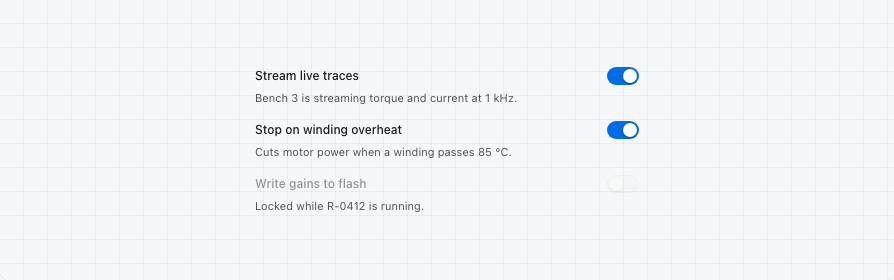 Stream live traces
Bench 3 is streaming torque and current at 1 kHz.
Stop on winding overheat
Cuts motor power when a winding passes 85 °C.
Write gains to flash
Locked while R-0412 is running.